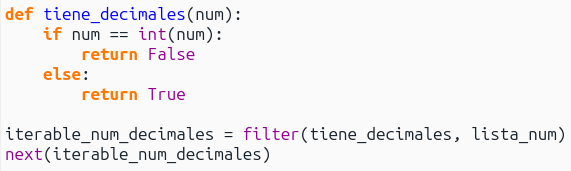 def tiene_decimales(num):
    if num == int(num):
        return False
    else:
        return True

iterable_num_decimales = filter(tiene_decimales, lista_num)
next(iterable_num_decimales)